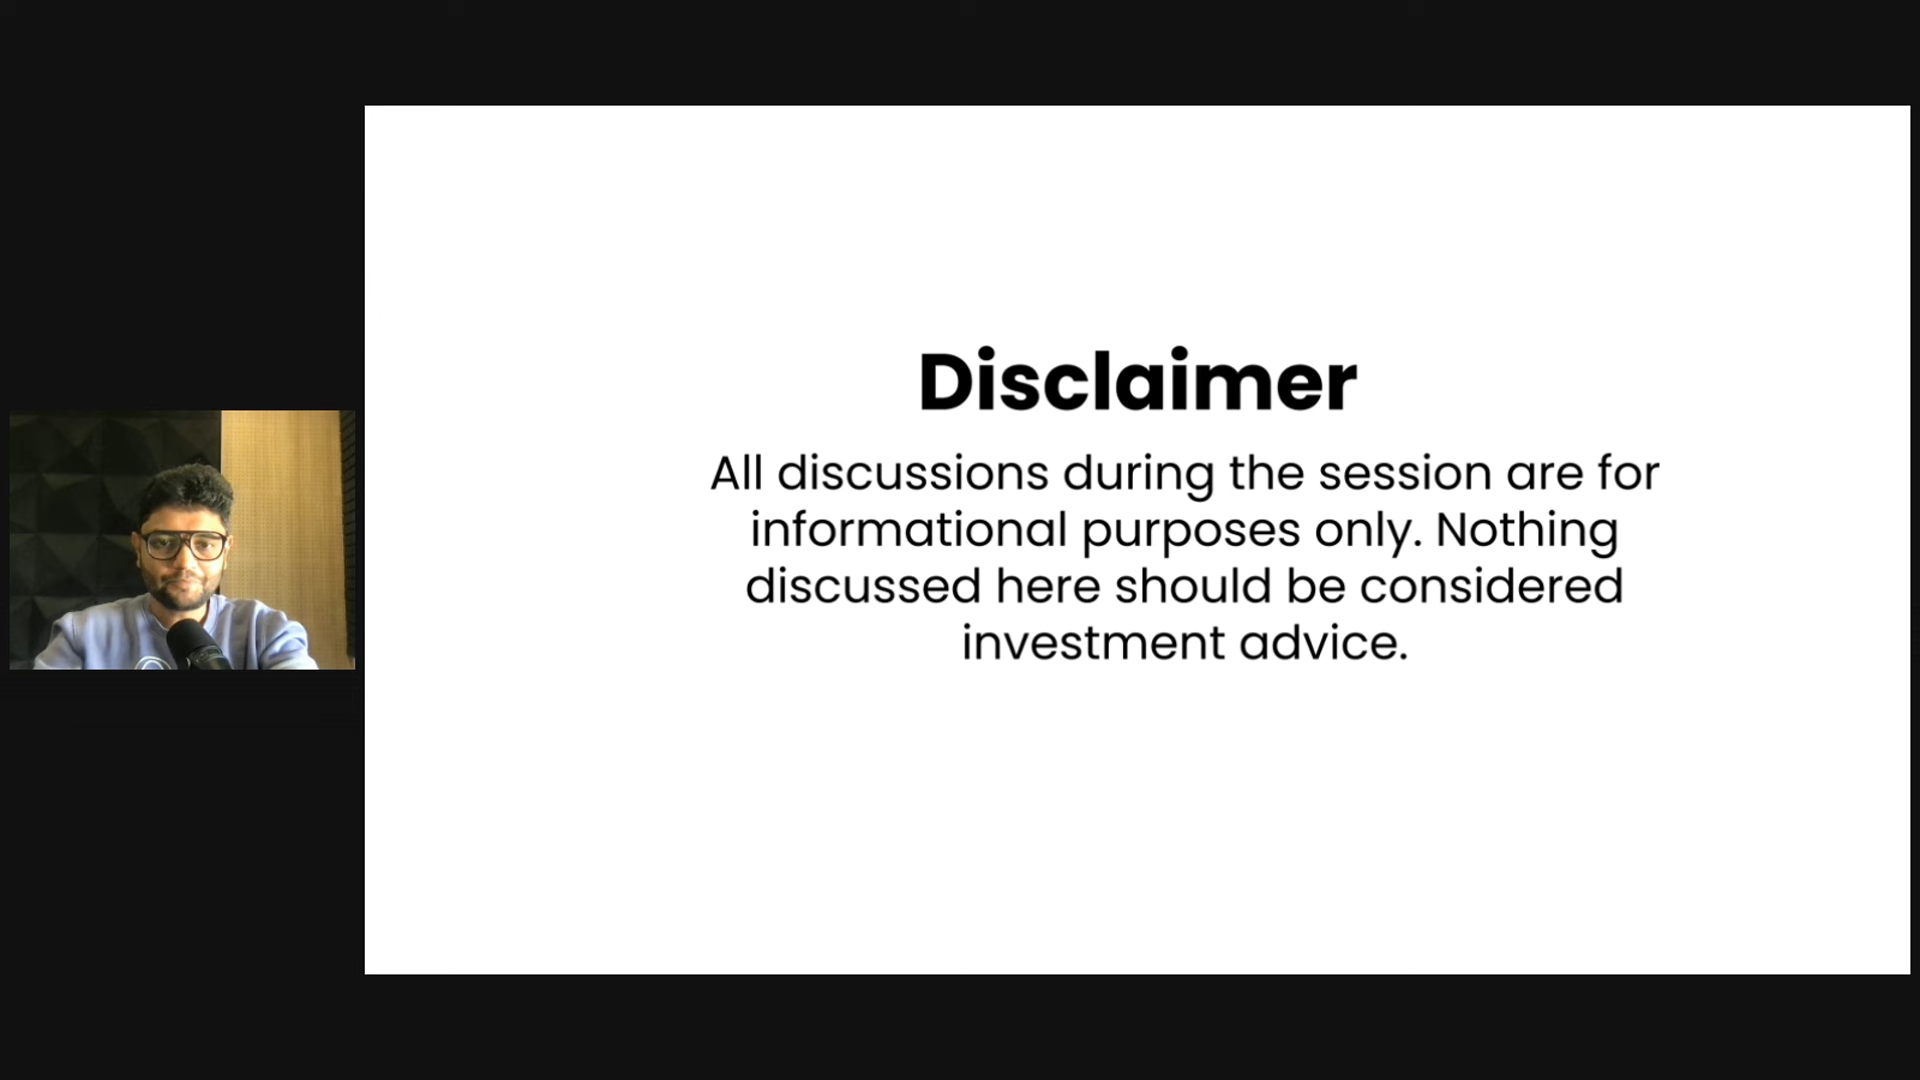 Disclaimer
All discussions during the session are for
informational purposes only. Nothing
discussed here should be considered
investment advice.